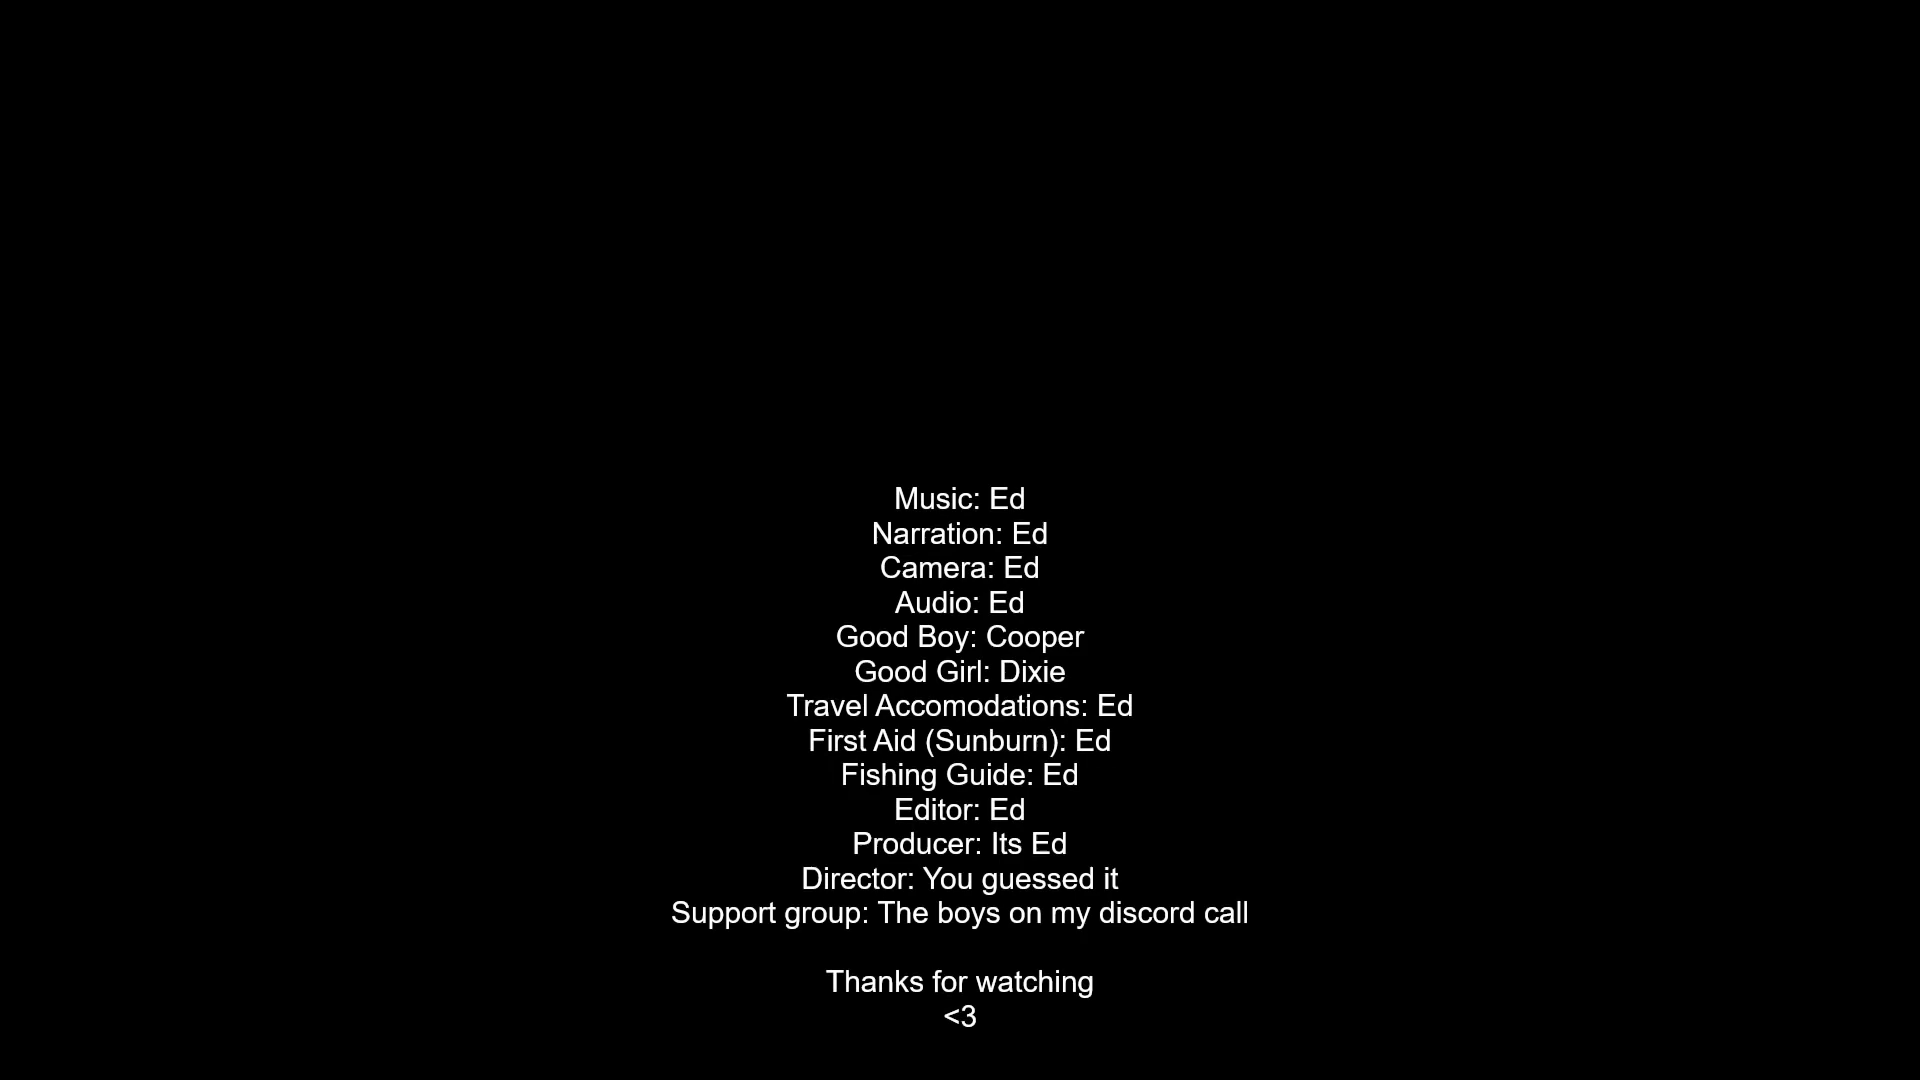 Music: Ed
Narration: Ed
Camera: Ed
Audio: Ed
Good Boy: Cooper
Good Girl: Dixie
Travel Accomodations: Ed
First Aid (Sunburn): Ed
Fishing Guide: Ed
Editor: Ed
Producer: Its Ed
Director: You guessed it
Support group: The boys on my discord call
Thanks for watching
<3